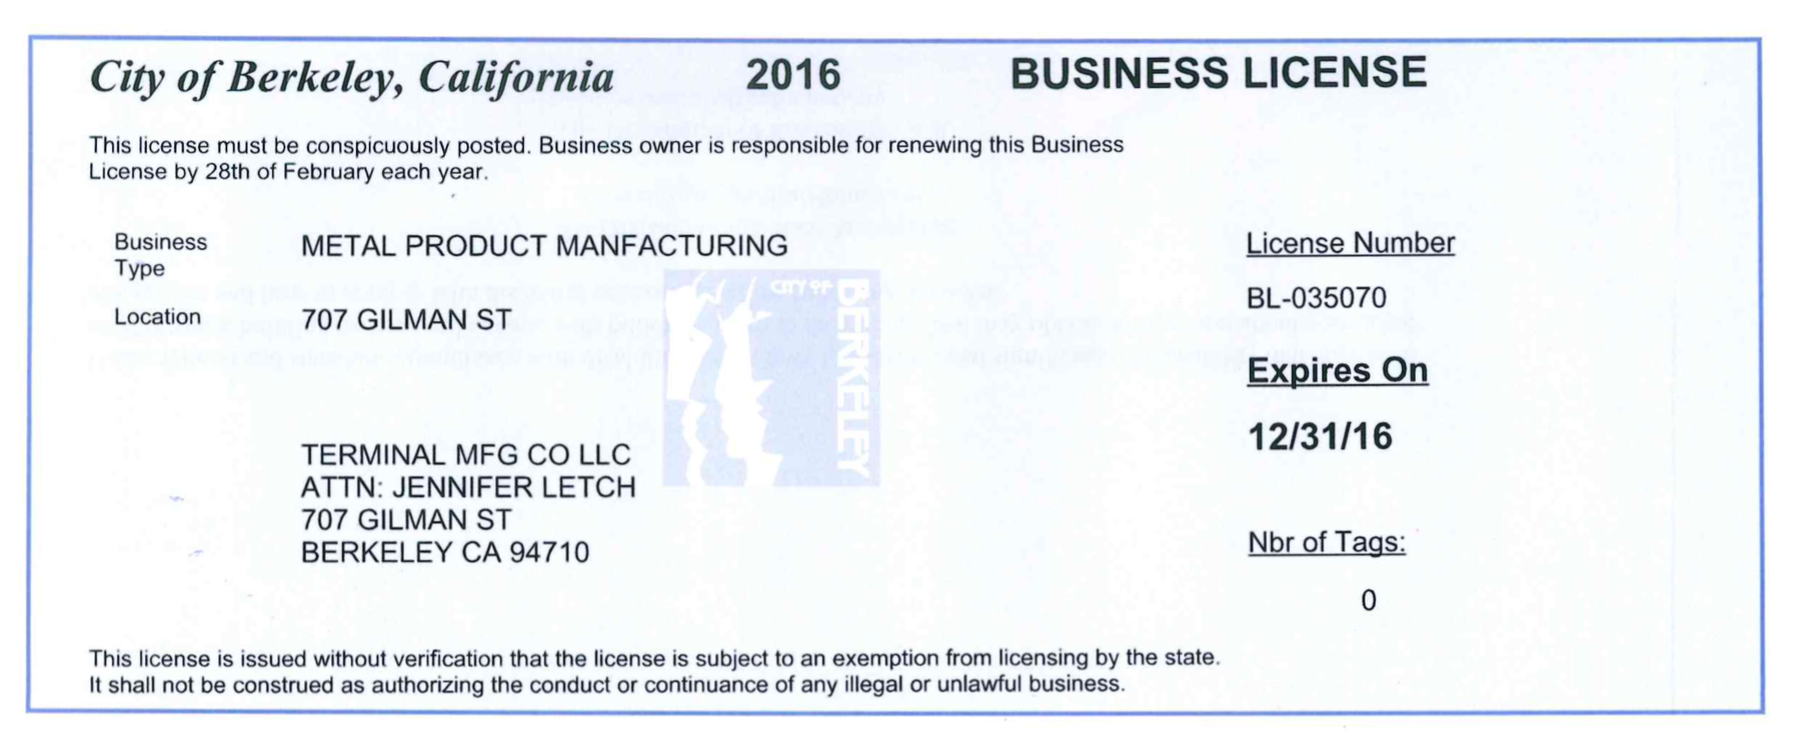 City of Berkeley, California 2016 BUSINESS LICENSE
This license must be conspicuously posted. Business owner is responsible for renewing this Business
License by 28th of February each year.
Business Type METAL PRODUCT MANFACTURING
Location 707 GILMAN ST
TERMINAL MFG CO LLC
ATTN: JENNIFER LETCH
707 GILMAN ST
BERKELEY CA 94710
CITY OF
BERKELEY
License Number
BL-035070
Expires On
12/31/16
Nbr of Tags:
0
This license is issued without verification that the license is subject to an exemption from licensing by the state.
It shall not be construed as authorizing the conduct or continuance of any illegal or unlawful business.